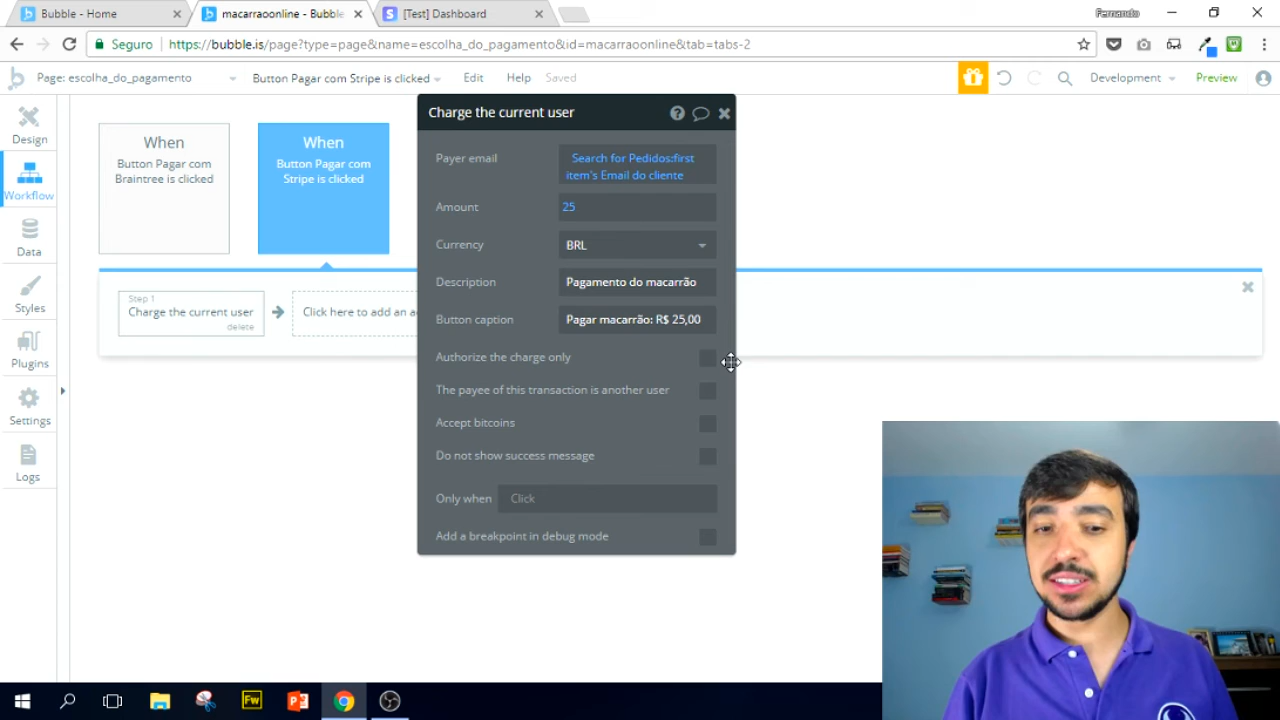 Bubble - Home
macarraoonline - Bubble
[Test] Dashboard
Fernando
Seguro
https://bubble.is/page?type=page&name=escolha_do_pagamento&id=macarraoonline&tab=tabs-2
Page: escolha_do_pagamento
Button Pagar com Stripe is clicked
Edit
Help
Saved
Development
Preview
Design
Workflow
Data
Styles
Plugins
Settings
Logs
When
Button Pagar com
Braintree is clicked
When
Button Pagar com
Stripe is clicked
Step 1
Charge the current user
delete
Click here to add an a
Charge the current user
Payer email
Search for Pedidos:first
item's Email do cliente
Amount
25
Currency
BRL
Description
Pagamento do macarrão
Button caption
Pagar macarrão: R$ 25,00
Authorize the charge only
The payee of this transaction is another user
Accept bitcoins
Do not show success message
Only when
Click
Add a breakpoint in debug mode
Fw